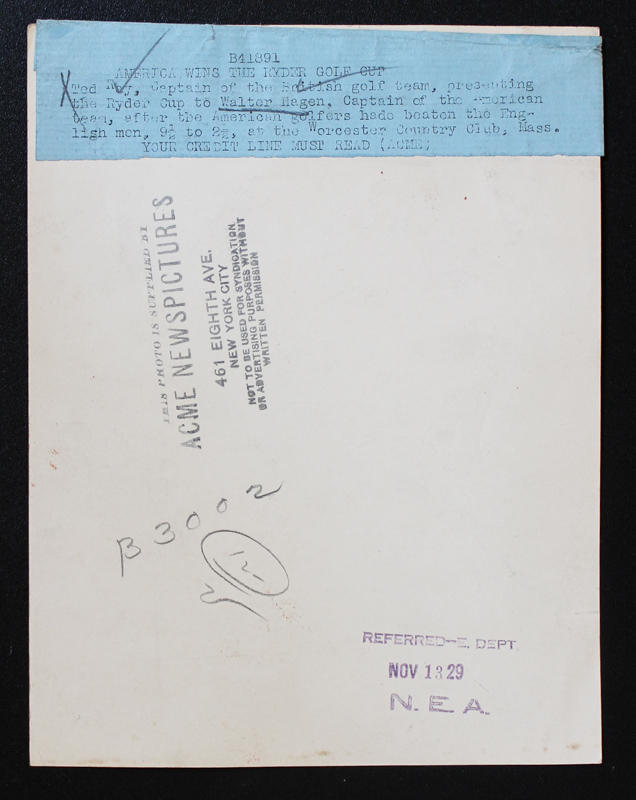 B41891
AMERICA WINS THE RYDER GOLF CUP
Ted Ray, Captain of the British golf team, presenting
the Ryder Cup to Walter Hagen, Captain of the American
team, after the American golfers hade beaten the Eng-
ligh men, 9½ to 2½, at the Worcester Country Club, Mass.
YOUR CREDIT LINE MUST READ (ACME)
THIS PHOTO IS SUPPLIED BY
ACME NEWSPICTURES
461 EIGHTH AVE.
NEW YORK CITY
NOT TO BE USED FOR SYNDICATION
OR ADVERTISING PURPOSES WITHOUT
WRITTEN PERMISSION
B3002
REFERRED—E. DEPT.
NOV 13 29
N. E. A.